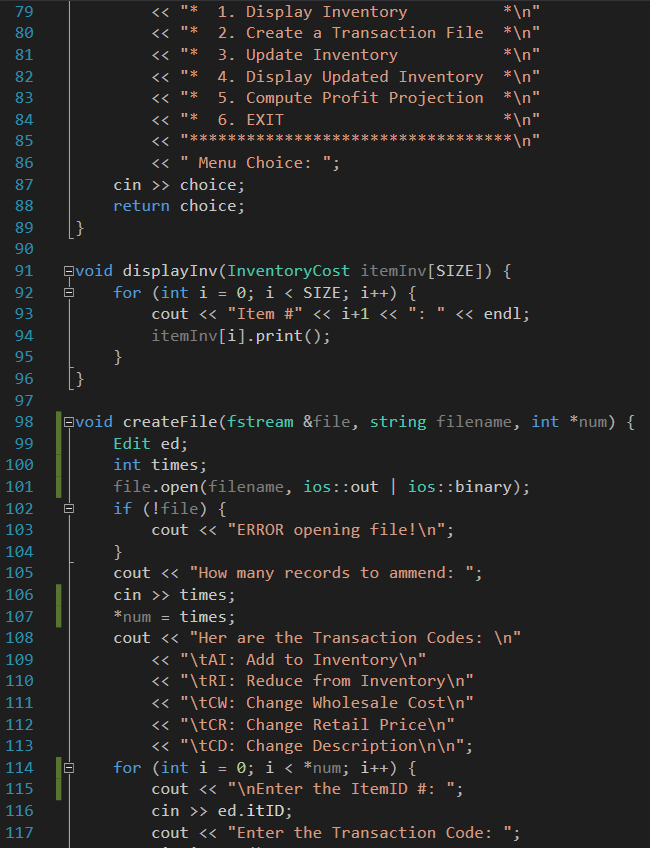 79 << "*  1. Display Inventory          *\n"
80 << "*  2. Create a Transaction File  *\n"
81 << "*  3. Update Inventory           *\n"
82 << "*  4. Display Updated Inventory  *\n"
83 << "*  5. Compute Profit Projection  *\n"
84 << "*  6. EXIT                       *\n"
85 << "**********************************\n"
86 << " Menu Choice: ";
87 cin >> choice;
88 return choice;
89 }
90
91 void displayInv(InventoryCost itemInv[SIZE]) {
92 for (int i = 0; i < SIZE; i++) {
93 cout << "Item #" << i+1 << ": " << endl;
94 itemInv[i].print();
95 }
96 }
97
98 void createFile(fstream &file, string filename, int *num) {
99 Edit ed;
100 int times;
101 file.open(filename, ios::out | ios::binary);
102 if (!file) {
103 cout << "ERROR opening file!\n";
104 }
105 cout << "How many records to ammend: ";
106 cin >> times;
107 *num = times;
108 cout << "Her are the Transaction Codes: \n"
109 << "\tAI: Add to Inventory\n"
110 << "\tRI: Reduce from Inventory\n"
111 << "\tCW: Change Wholesale Cost\n"
112 << "\tCR: Change Retail Price\n"
113 << "\tCD: Change Description\n\n";
114 for (int i = 0; i < *num; i++) {
115 cout << "\nEnter the ItemID #: ";
116 cin >> ed.itID;
117 cout << "Enter the Transaction Code: ";